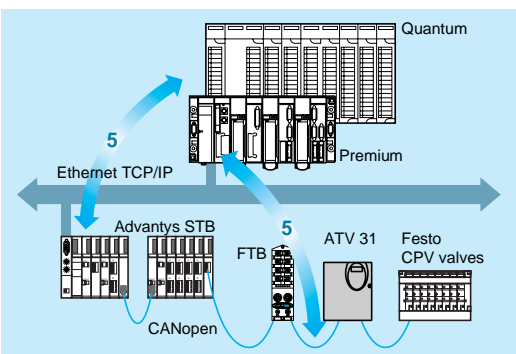 Quantum
5
Premium
Ethernet TCP/IP
Advantys STB
5
FTB
ATV 31
Festo
CPV valves
CANopen